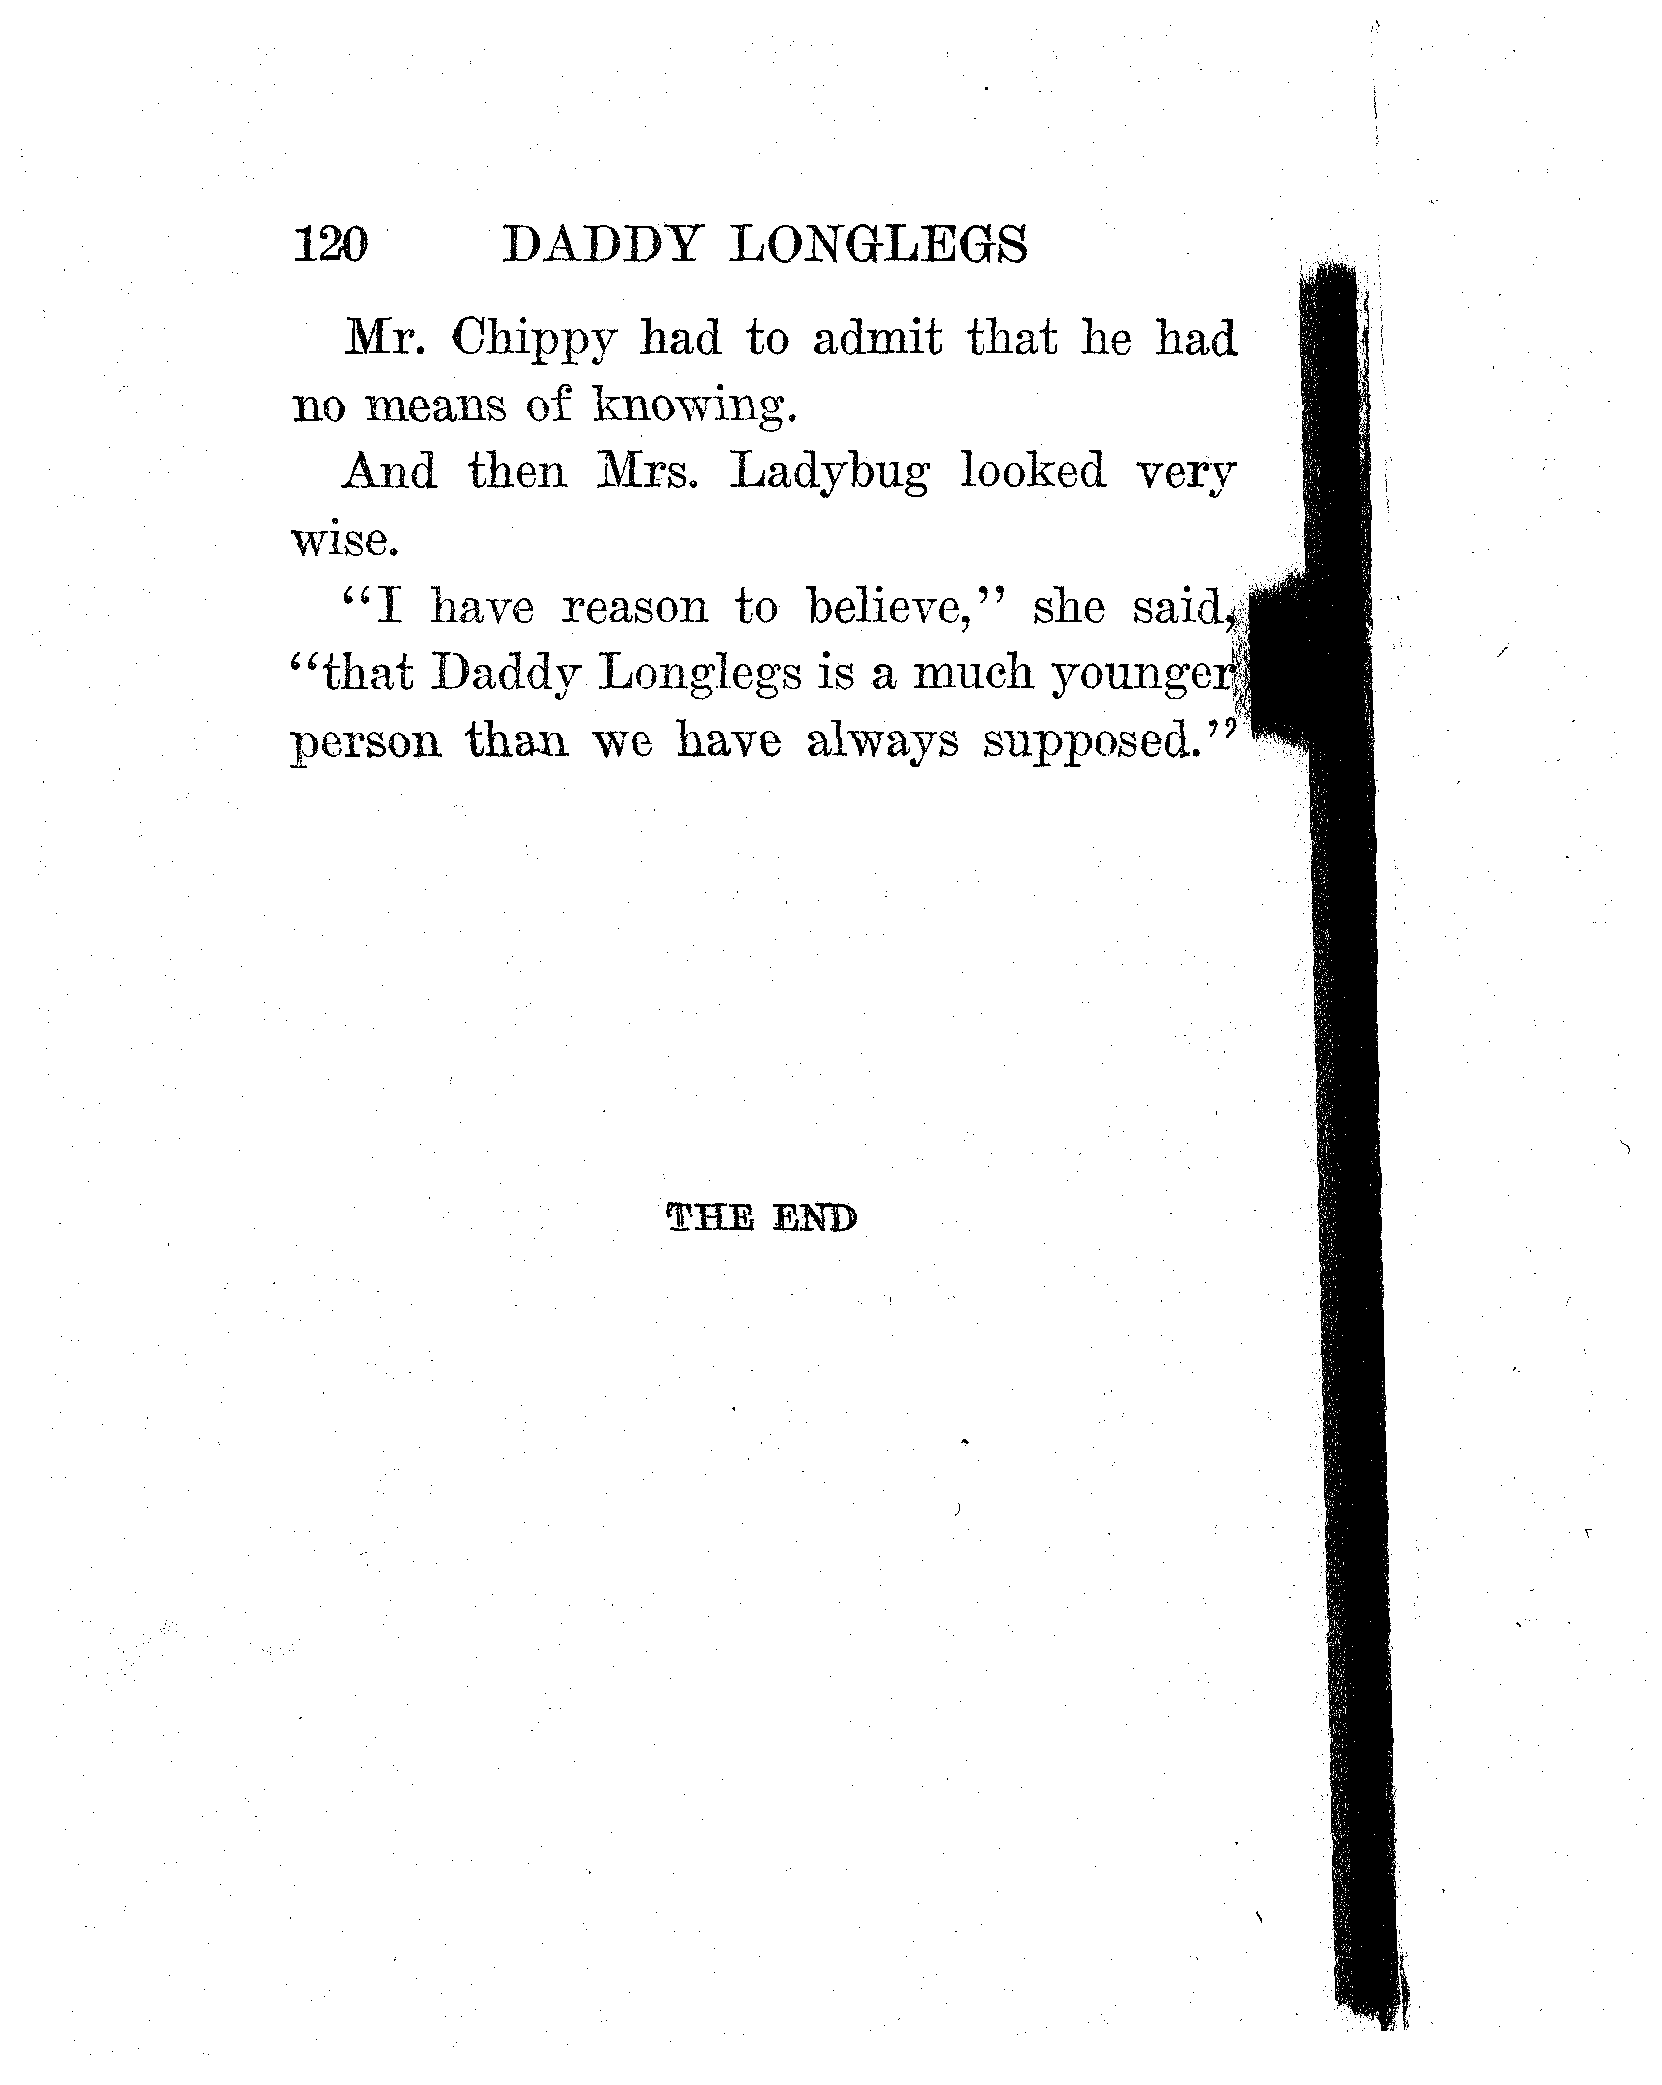 120 DADDY LONGLEGS
Mr. Chippy had to admit that he had
no means of knowing.
And then Mrs. Ladybug looked very
wise.
"I have reason to believe," she said,
"that Daddy Longlegs is a much younger
person than we have always supposed."
THE END